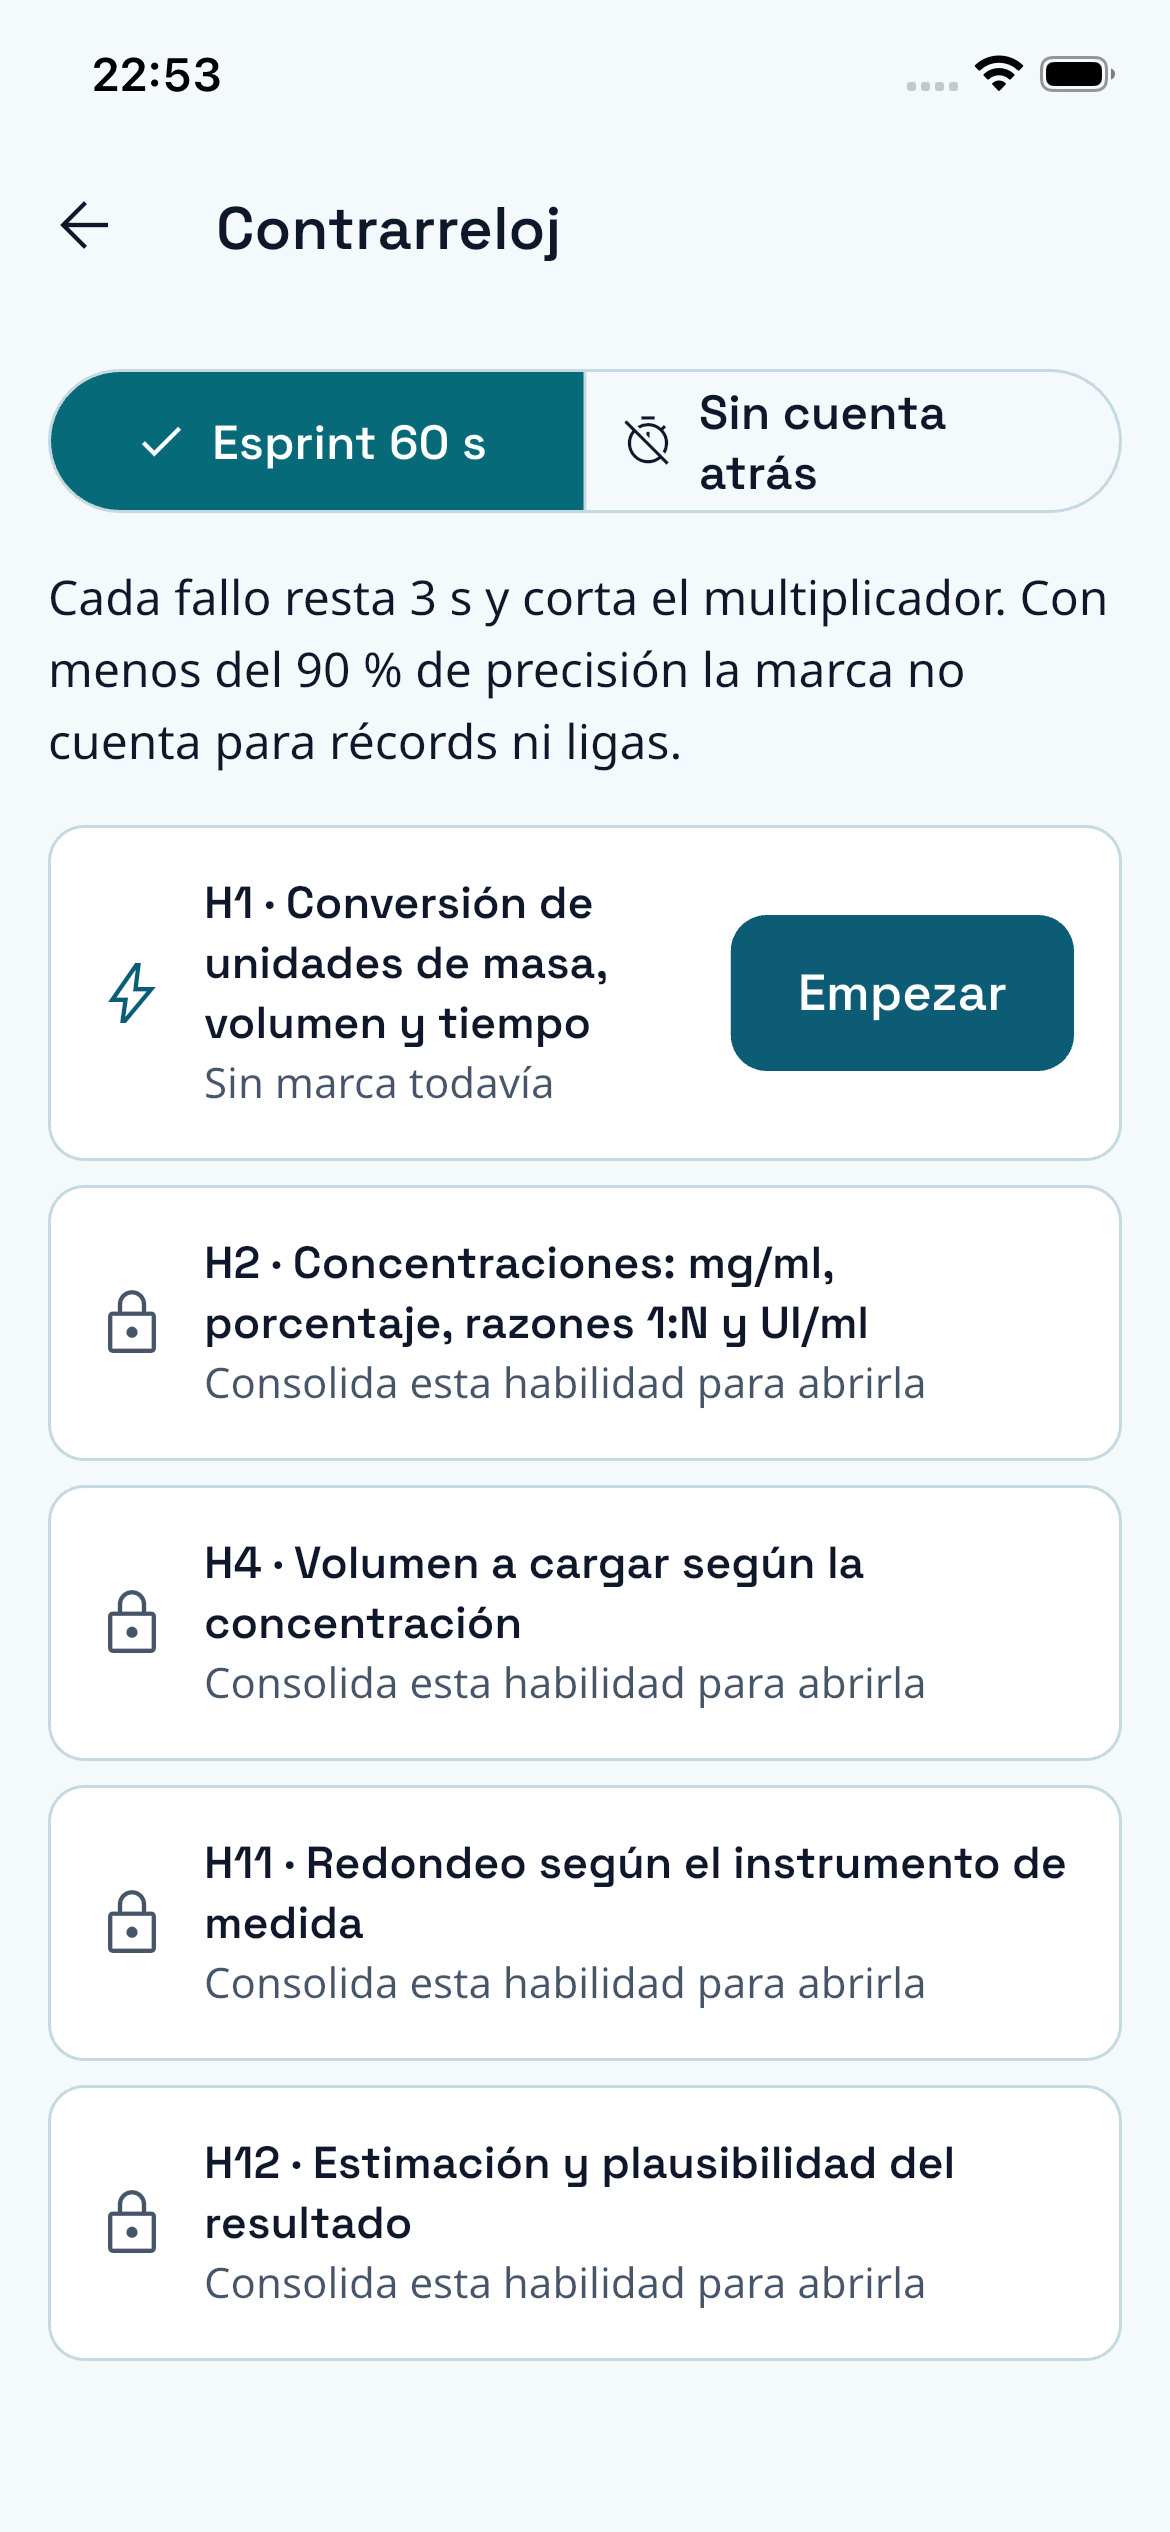 22:53
Contrarreloj
Esprint 60 s
Sin cuenta
atrás
Cada fallo resta 3 s y corta el multiplicador. Con
menos del 90 % de precisión la marca no
cuenta para récords ni ligas.
H1 · Conversión de
unidades de masa,
volumen y tiempo
Sin marca todavía
Empezar
H2 · Concentraciones: mg/ml,
porcentaje, razones 1:N y UI/ml
Consolida esta habilidad para abrirla
H4 · Volumen a cargar según la
concentración
Consolida esta habilidad para abrirla
H11 · Redondeo según el instrumento de
medida
Consolida esta habilidad para abrirla
H12 · Estimación y plausibilidad del
resultado
Consolida esta habilidad para abrirla